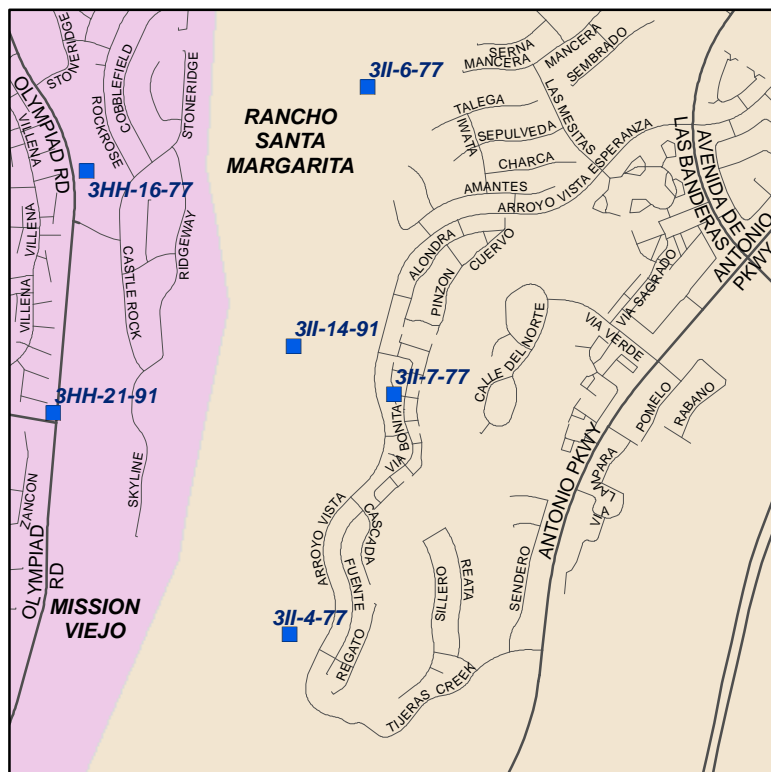 STONERIDGE
OLYMPIAD RD
VILLENA
VILLENA
COBBLEFIELD
ROCKROSE
STONERIDGE
3HH-16-77
3II-6-77
RANCHO
SANTA
MARGARITA
SERNA
MANCERA
MANCERA
SEMBRADO
TALEGA
IWATA
SEPULVEDA
LAS MESITAS
CHARCA
AMANTES
ARROYO VISTA
ESPERANZA
LAS BANDERAS
AVENIDA DE
ANTONIO
PKWY
VILLENA
VILLENA
CASTLE ROCK
RIDGEWAY
ALONDRA
CUERVO
PINZON
VIA SAGRADO
VIA VERDE
CALLE DEL NORTE
3II-14-91
3II-7-77
3HH-21-91
VIA BONITA
POMELO
RABANO
SKYLINE
ZANCON
OLYMPIAD
RD
ANTONIO PKWY
VIA
LAMPARA
ARROYO VISTA
CASCADA
FUENTE
REGATO
SILLERO
REATA
SENDERO
MISSION
VIEJO
3II-4-77
TIJERAS CREEK